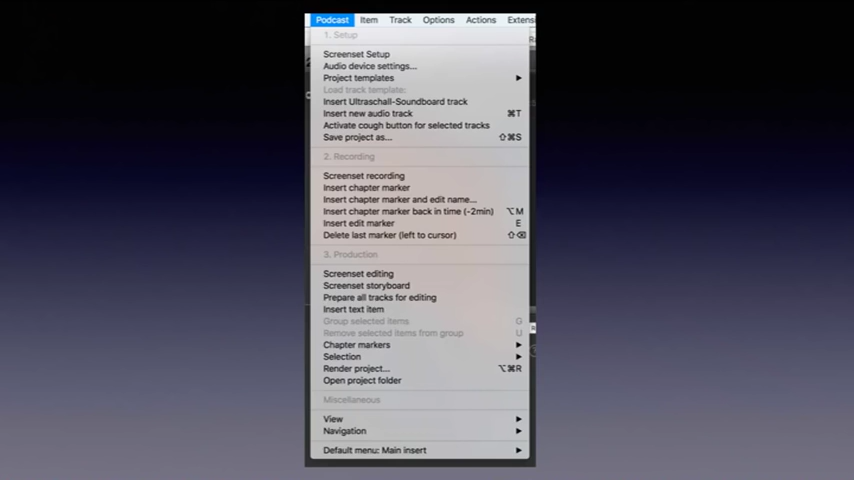 Podcast Item Track Options Actions Extensi
1. Setup
Screenset Setup
Audio device settings...
Project templates
Load track template:
Insert Ultraschall-Soundboard track
Insert new audio track ⌘T
Activate cough button for selected tracks
Save project as... ⇧⌘S
2. Recording
Screenset recording
Insert chapter marker
Insert chapter marker and edit name...
Insert chapter marker back in time (-2min) ⌥M
Insert edit marker E
Delete last marker (left to cursor) ⇧⌫
3. Production
Screenset editing
Screenset storyboard
Prepare all tracks for editing
Insert text item
Group selected items G
Remove selected items from group U
Chapter markers
Selection
Render project... ⌥⌘R
Open project folder
Miscellaneous
View
Navigation
Default menu: Main insert